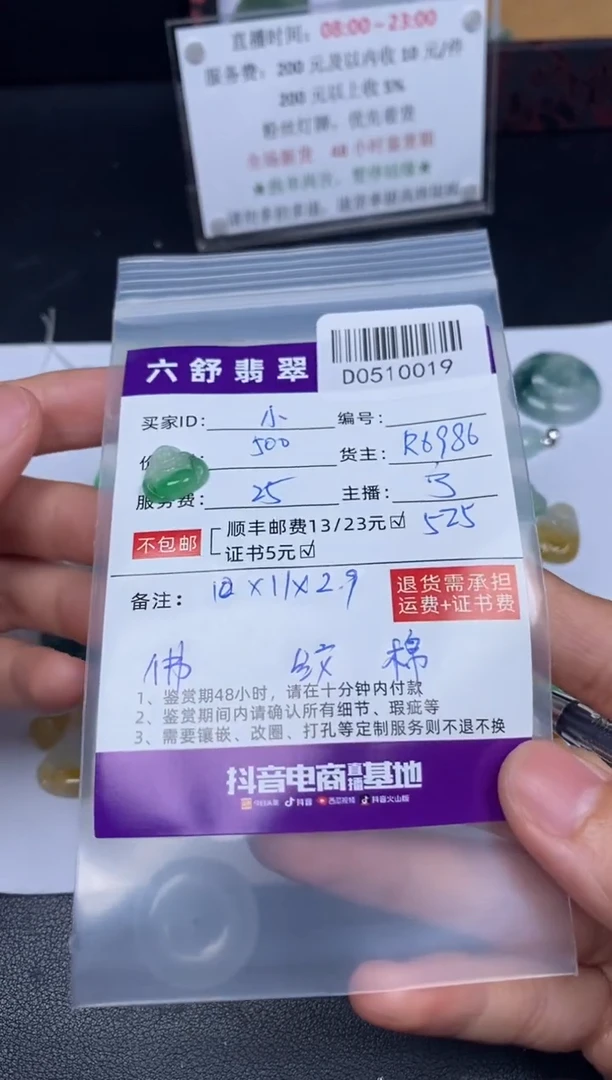 直播时间：08:00-23:00
服务费：200元及以内收10元/件
200元以上收5%
粉丝灯牌，优先看货
48小时鉴赏期
六舒翡翠
D0510019
买家ID: 小 编号:
500 货主: R6986
服务费: 25 主播:
525
不包邮 顺丰邮费13/23元☑
证书5元☑
备注: 12×11×2.9 退货需承担
运费+证书费
佛 纹 棉
1、鉴赏期48小时，请在十分钟内付款
2、鉴赏期间内请确认所有细节、瑕疵等
3、需要镶嵌、改圈、打孔等定制服务则不退不换
抖音电商直播基地
今日头条 抖音 西瓜视频 抖音火山版